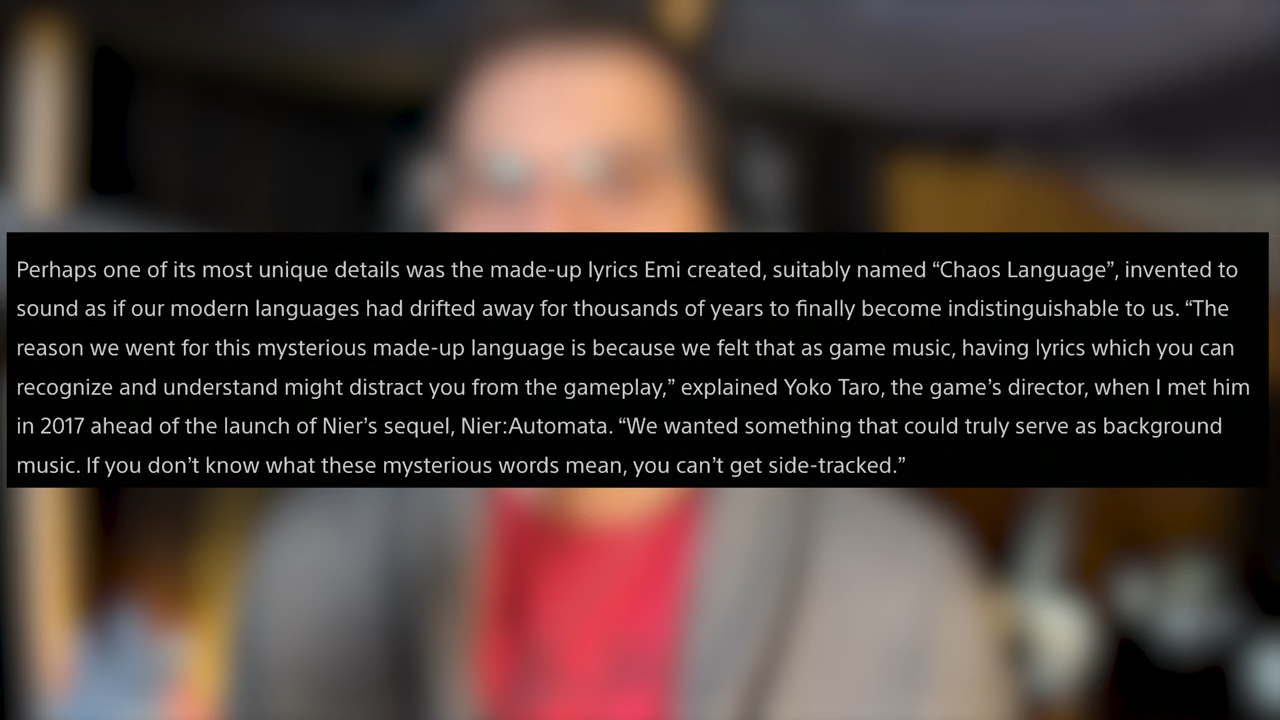 Perhaps one of its most unique details was the made-up lyrics Emi created, suitably named “Chaos Language”, invented to
sound as if our modern languages had drifted away for thousands of years to finally become indistinguishable to us. “The
reason we went for this mysterious made-up language is because we felt that as game music, having lyrics which you can
recognize and understand might distract you from the gameplay,” explained Yoko Taro, the game’s director, when I met him
in 2017 ahead of the launch of Nier’s sequel, Nier:Automata. “We wanted something that could truly serve as background
music. If you don’t know what these mysterious words mean, you can’t get side-tracked.”